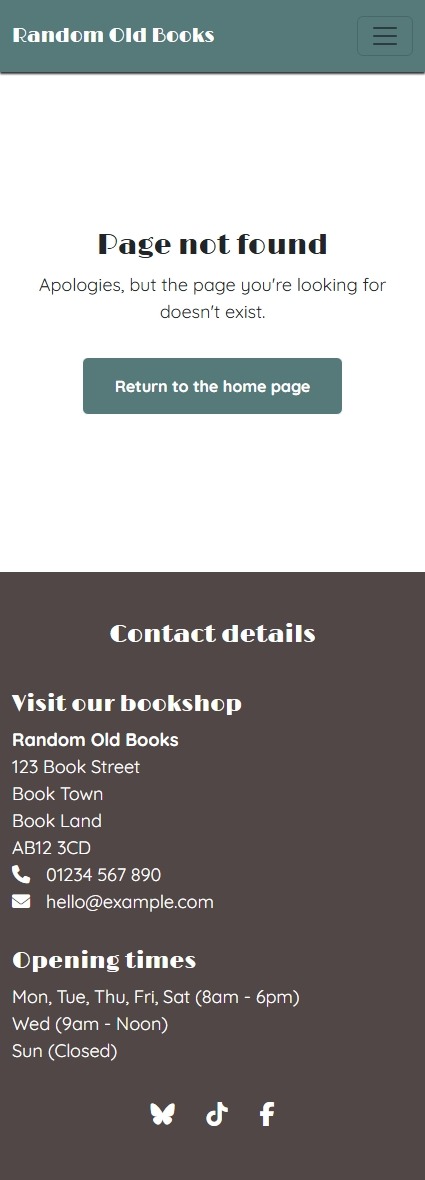 Random Old Books
Page not found
Apologies, but the page you're looking for
doesn't exist.
Return to the home page
Contact details
Visit our bookshop
Random Old Books
123 Book Street
Book Town
Book Land
AB12 3CD
01234 567 890
hello@example.com
Opening times
Mon, Tue, Thu, Fri, Sat (8am - 6pm)
Wed (9am - Noon)
Sun (Closed)